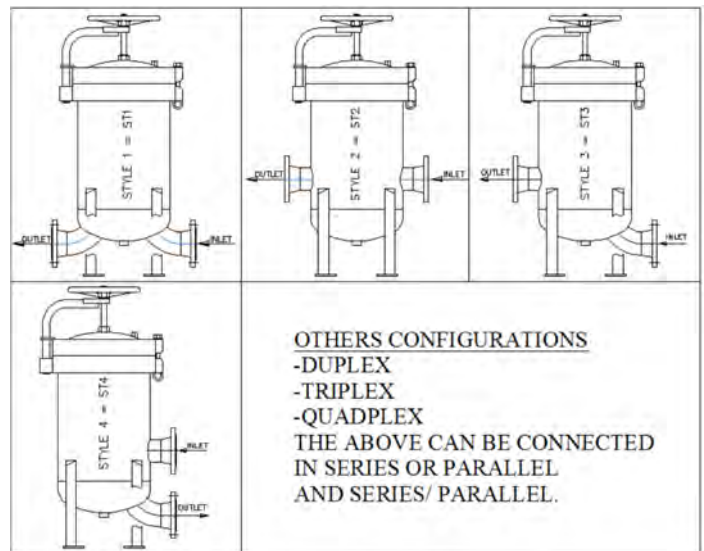 STYLE 1 = ST1
OUTLET
INLET
STYLE 2 = ST2
OUTLET
INLET
STYLE 3 = ST3
OUTLET
INLET
STYLE 4 = ST4
INLET
OUTLET
OTHERS CONFIGURATIONS
-DUPLEX
-TRIPLEX
-QUADPLEX
THE ABOVE CAN BE CONNECTED
IN SERIES OR PARALLEL
AND SERIES/ PARALLEL.